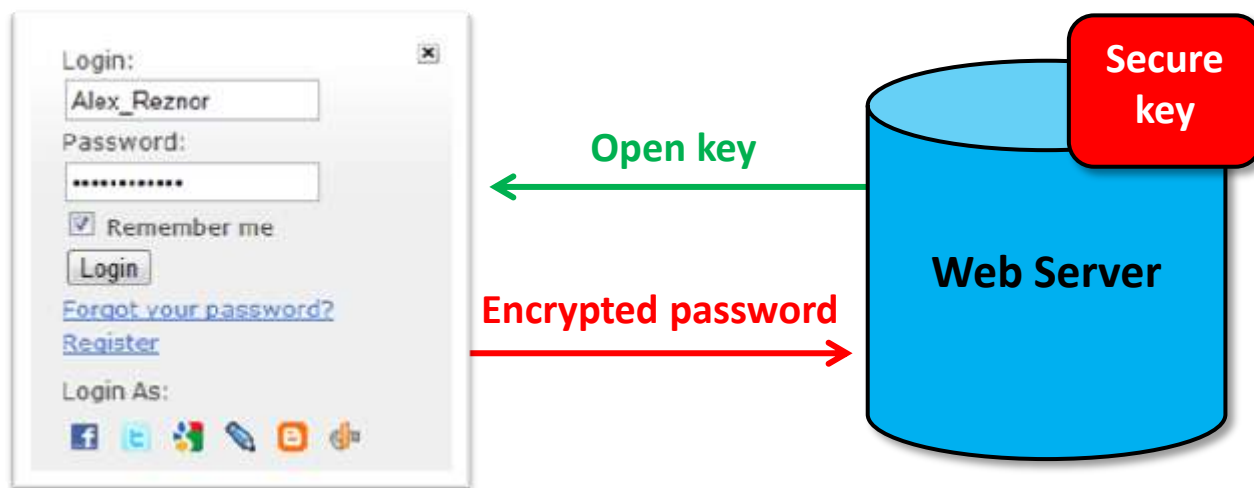 Login:
Alex_Reznor
Password:
Remember me
Login
Forgot your password?
Register
Login As:
Open key
Encrypted password
Secure
key
Web Server